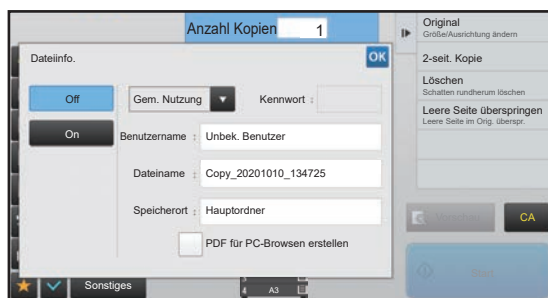 Anzahl Kopien 1
Dateiinfo.
OK
Off
On
Gem. Nutzung
Kennwort :
Benutzername : Unbek. Benutzer
Dateiname : Copy_20201010_134725
Speicherort : Hauptordner
PDF für PC-Browsen erstellen
Original
Größe/Ausrichtung ändern
2-seit. Kopie
Löschen
Schatten rundherum löschen
Leere Seite überspringen
Leere Seite im Orig. überspr.
CA
Start
Sonstiges
4 A3